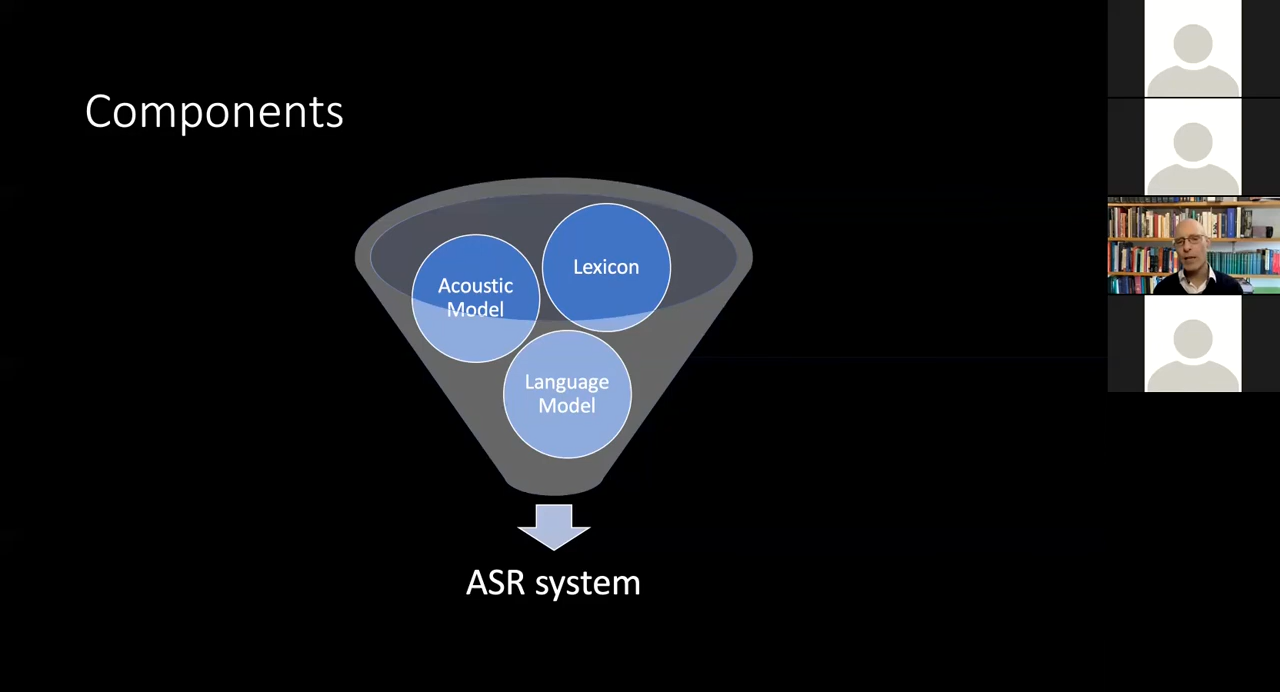 Components
Lexicon
Acoustic
Model
Language
Model
ASR system